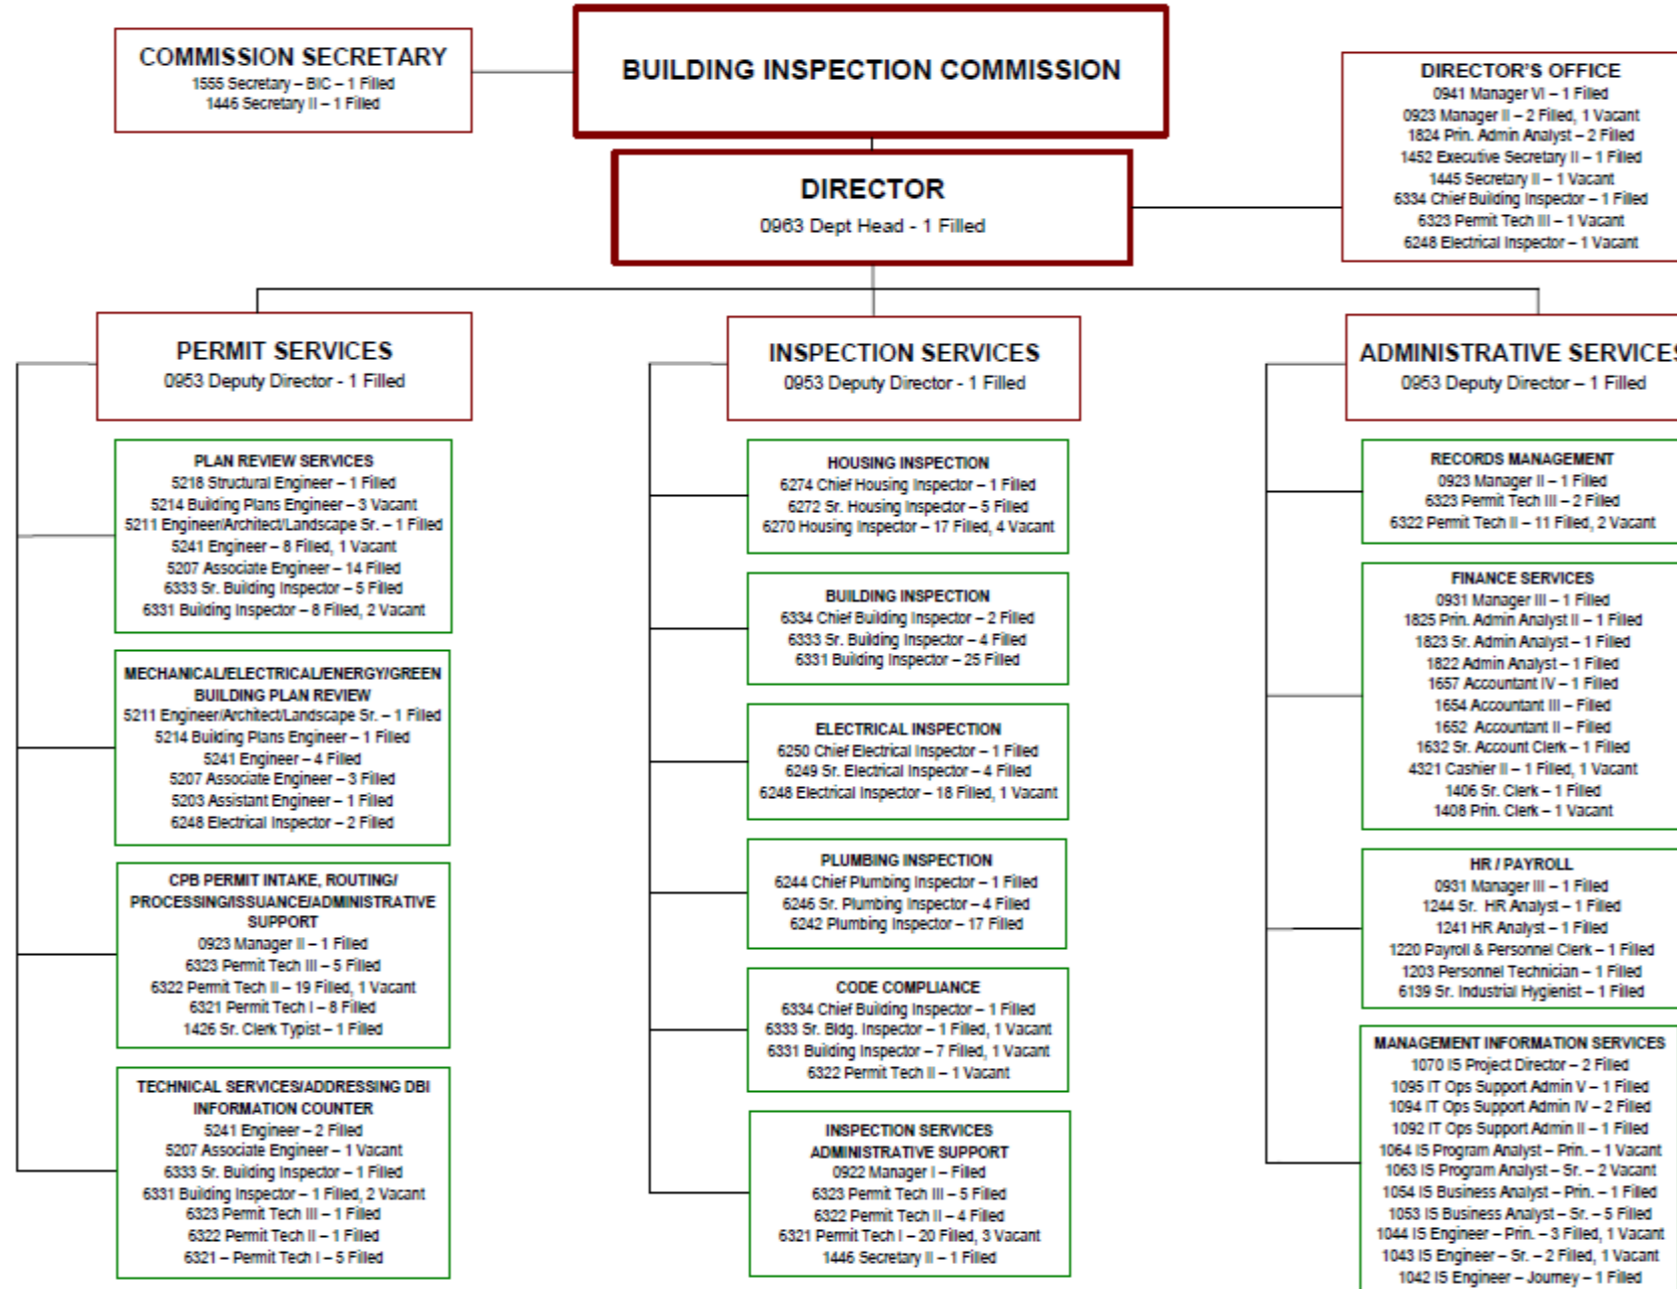 COMMISSION SECRETARY
1555 Secretary – BIC – 1 Filled
1446 Secretary II – 1 Filled
BUILDING INSPECTION COMMISSION
DIRECTOR'S OFFICE
0941 Manager VI – 1 Filled
0923 Manager II – 2 Filled, 1 Vacant
1824 Prin. Admin Analyst – 2 Filled
1452 Executive Secretary II – 1 Filled
1445 Secretary II – 1 Vacant
6334 Chief Building Inspector – 1 Filled
6323 Permit Tech III – 1 Vacant
6248 Electrical Inspector – 1 Vacant
DIRECTOR
0963 Dept Head - 1 Filled
PERMIT SERVICES
0953 Deputy Director - 1 Filled
PLAN REVIEW SERVICES
5218 Structural Engineer – 1 Filled
5214 Building Plans Engineer – 3 Vacant
5211 Engineer/Architect/Landscape Sr. – 1 Filled
5241 Engineer – 8 Filled, 1 Vacant
5207 Associate Engineer – 14 Filled
6333 Sr. Building Inspector – 5 Filled
6331 Building Inspector – 8 Filled, 2 Vacant
MECHANICAL/ELECTRICAL/ENERGY/GREEN
BUILDING PLAN REVIEW
5211 Engineer/Architect/Landscape Sr. – 1 Filled
5214 Building Plans Engineer – 1 Filled
5241 Engineer – 4 Filled
5207 Associate Engineer – 3 Filled
5203 Assistant Engineer – 1 Filled
6248 Electrical Inspector – 2 Filled
CPB PERMIT INTAKE, ROUTING/
PROCESSING/ISSUANCE/ADMINISTRATIVE
SUPPORT
0923 Manager II – 1 Filled
6323 Permit Tech III – 5 Filled
6322 Permit Tech II – 19 Filled, 1 Vacant
6321 Permit Tech I – 8 Filled
1426 Sr. Clerk Typist – 1 Filled
TECHNICAL SERVICES/ADDRESSING DBI
INFORMATION COUNTER
5241 Engineer – 2 Filled
5207 Associate Engineer – 1 Vacant
6333 Sr. Building Inspector – 1 Filled
6331 Building Inspector – 1 Filled, 2 Vacant
6323 Permit Tech III – 1 Filled
6322 Permit Tech II – 1 Filled
6321 – Permit Tech I – 5 Filled
INSPECTION SERVICES
0953 Deputy Director - 1 Filled
HOUSING INSPECTION
6274 Chief Housing Inspector – 1 Filled
6272 Sr. Housing Inspector – 5 Filled
6270 Housing Inspector – 17 Filled, 4 Vacant
BUILDING INSPECTION
6334 Chief Building Inspector – 2 Filled
6333 Sr. Building Inspector – 4 Filled
6331 Building Inspector – 25 Filled
ELECTRICAL INSPECTION
6250 Chief Electrical Inspector – 1 Filled
6249 Sr. Electrical Inspector – 4 Filled
6248 Electrical Inspector – 18 Filled, 1 Vacant
PLUMBING INSPECTION
6244 Chief Plumbing Inspector – 1 Filled
6246 Sr. Plumbing Inspector – 4 Filled
6242 Plumbing Inspector – 17 Filled
CODE COMPLIANCE
6334 Chief Building Inspector – 1 Filled
6333 Sr. Bldg. Inspector – 1 Filled, 1 Vacant
6331 Building Inspector – 7 Filled, 1 Vacant
6322 Permit Tech II – 1 Vacant
INSPECTION SERVICES
ADMINISTRATIVE SUPPORT
0922 Manager I – Filled
6323 Permit Tech III – 5 Filled
6322 Permit Tech II – 4 Filled
6321 Permit Tech I – 20 Filled, 3 Vacant
1446 Secretary II – 1 Filled
ADMINISTRATIVE SERVICES
0953 Deputy Director – 1 Filled
RECORDS MANAGEMENT
0923 Manager II – 1 Filled
6323 Permit Tech III – 2 Filled
6322 Permit Tech II – 11 Filled, 2 Vacant
FINANCE SERVICES
0931 Manager III – 1 Filled
1825 Prin. Admin Analyst II – 1 Filled
1823 Sr. Admin Analyst – 1 Filled
1822 Admin Analyst – 1 Filled
1657 Accountant IV – 1 Filled
1654 Accountant III – Filled
1652 Accountant II – Filled
1632 Sr. Account Clerk – 1 Filled
4321 Cashier II – 1 Filled, 1 Vacant
1406 Sr. Clerk – 1 Filled
1408 Prin. Clerk – 1 Vacant
HR / PAYROLL
0931 Manager III – 1 Filled
1244 Sr. HR Analyst – 1 Filled
1241 HR Analyst – 1 Filled
1220 Payroll & Personnel Clerk – 1 Filled
1203 Personnel Technician – 1 Filled
6139 Sr. Industrial Hygienist – 1 Filled
MANAGEMENT INFORMATION SERVICES
1070 IS Project Director – 2 Filled
1095 IT Ops Support Admin V – 1 Filled
1094 IT Ops Support Admin IV – 2 Filled
1092 IT Ops Support Admin II – 1 Filled
1064 IS Program Analyst – Prin. – 1 Vacant
1063 IS Program Analyst – Sr. – 2 Vacant
1054 IS Business Analyst – Prin. – 1 Filled
1053 IS Business Analyst – Sr. – 5 Filled
1044 IS Engineer – Prin. – 3 Filled, 1 Vacant
1043 IS Engineer – Sr. – 2 Filled, 1 Vacant
1042 IS Engineer – Journey – 1 Filled